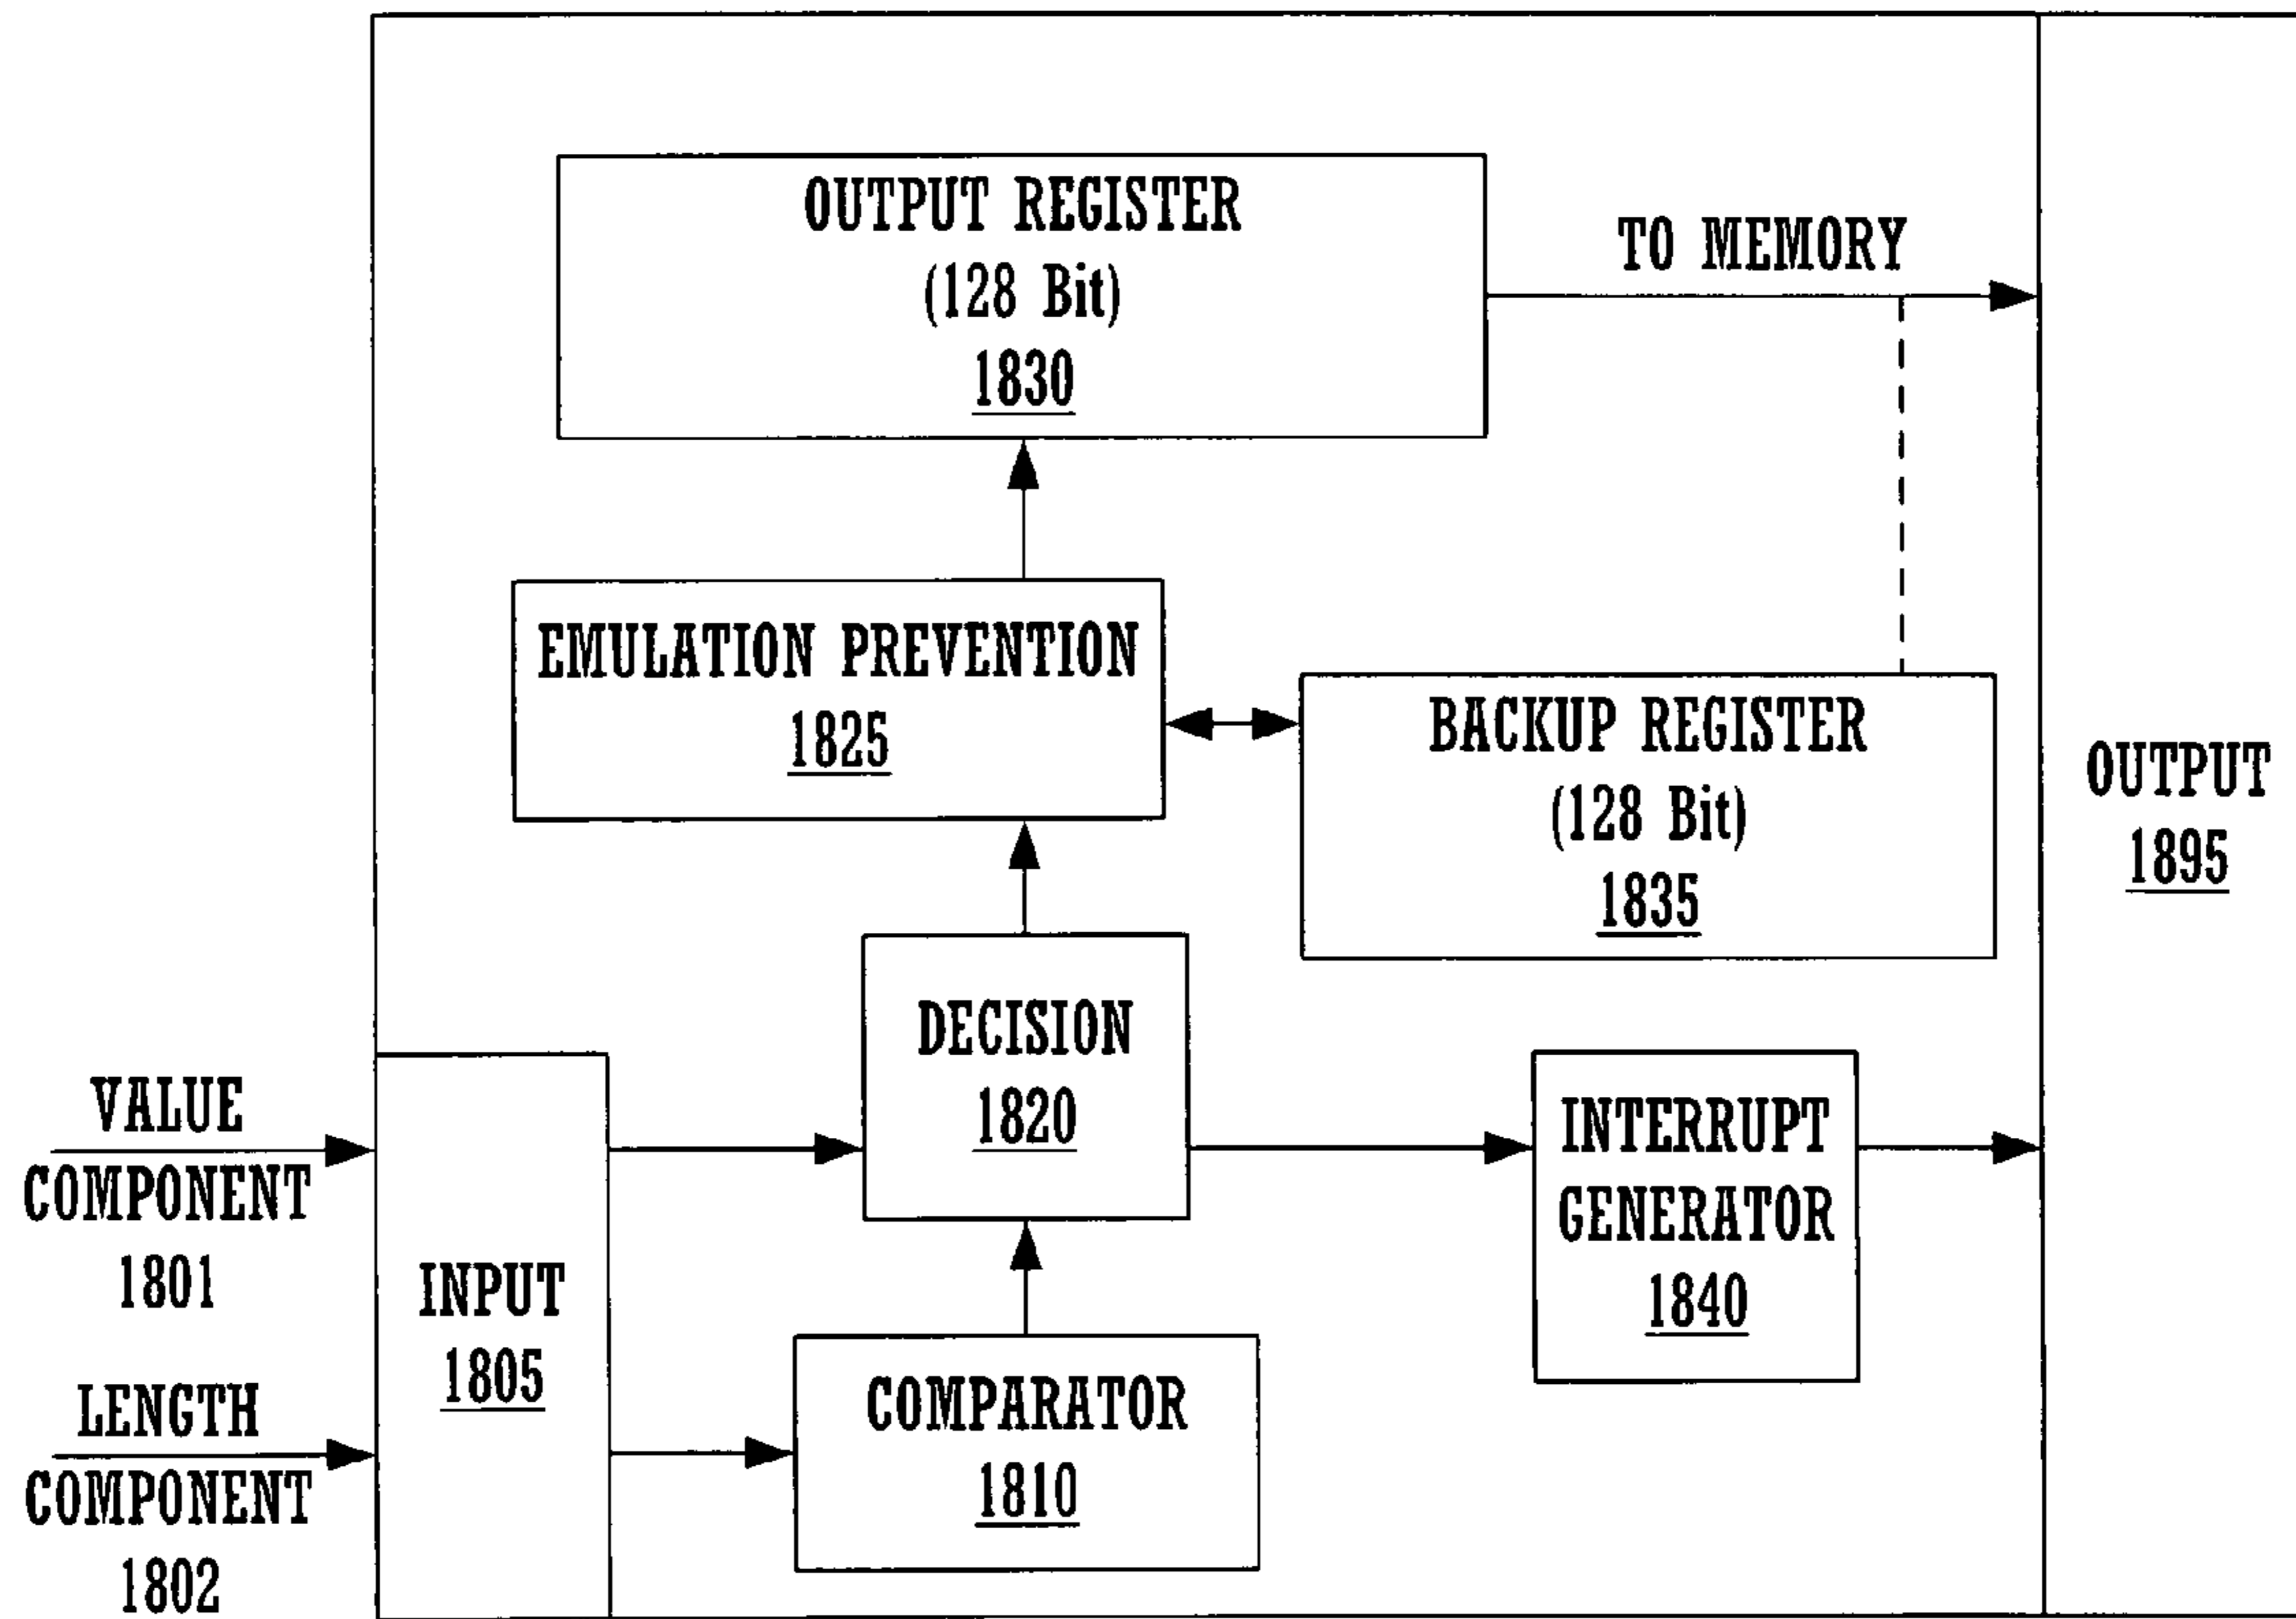 OUTPUT REGISTER
(128 Bit)
1830
TO MEMORY
EMULATION PREVENTION
1825
BACKUP REGISTER
(128 Bit)
1835
OUTPUT
1895
DECISION
1820
VALUE
COMPONENT
1801
INPUT
1805
INTERRUPT
GENERATOR
1840
LENGTH
COMPONENT
1802
COMPARATOR
1810